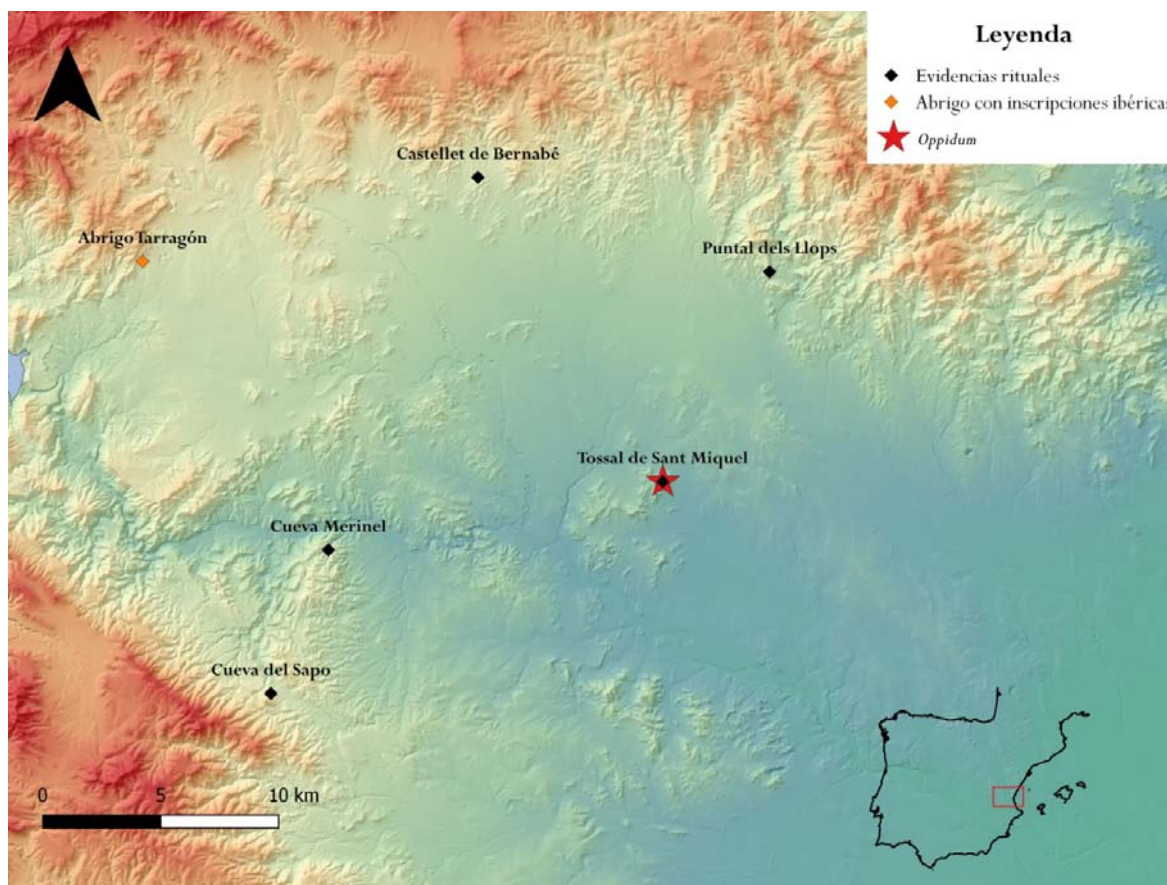 Leyenda
Evidencias rituales
Abrigo con inscripciones ibéricas
Oppidum
Castellet de Bernabé
Abrigo Tarragón
Puntal dels Llops
Tossal de Sant Miquel
Cueva Merinel
Cueva del Sapo
0 5 10 km